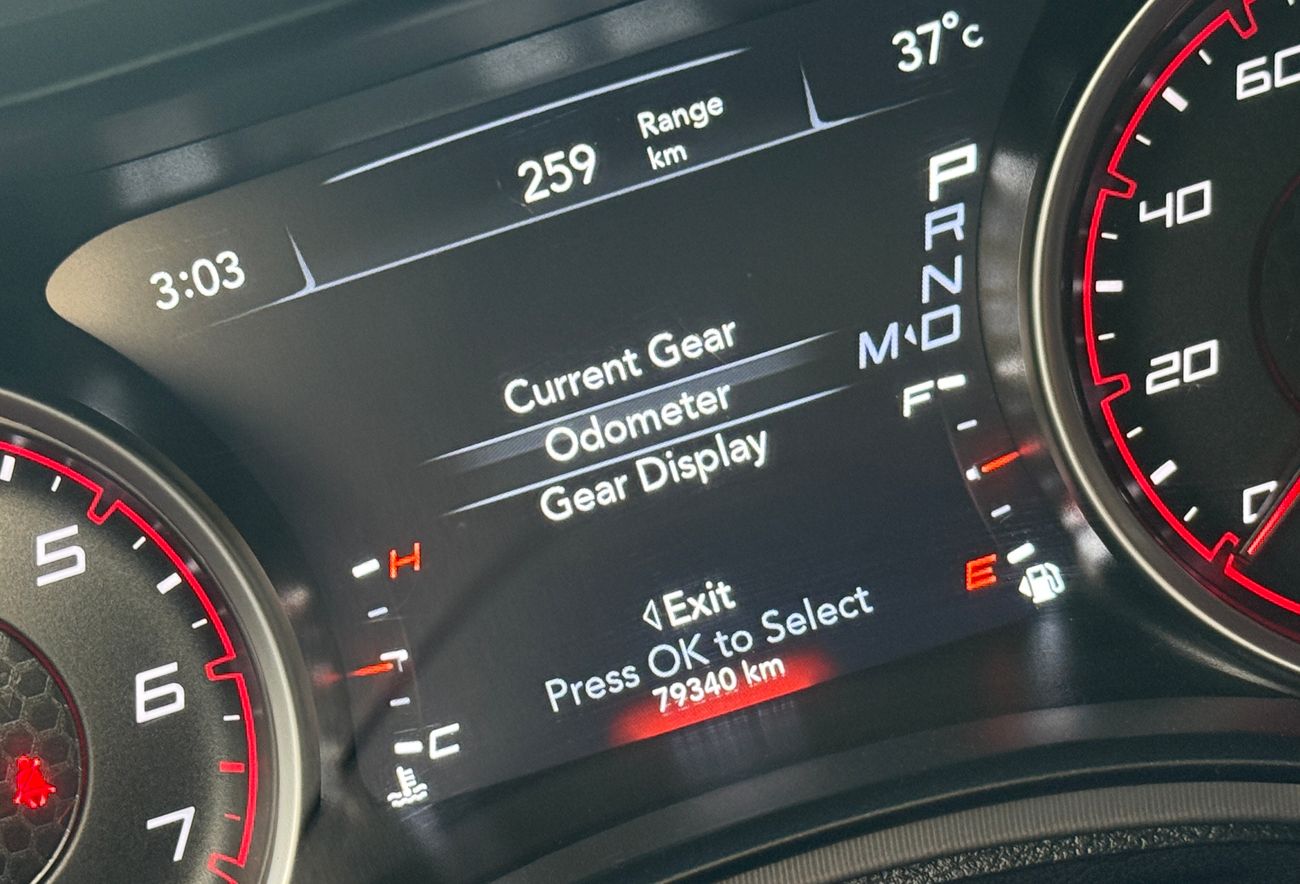 37°C
Range
259 km
3:03
P
R
N
M D
Current Gear
Odometer
Gear Display
F
E
H
C
Exit
Press OK to Select
79340 km
5
6
7
60
40
20
0